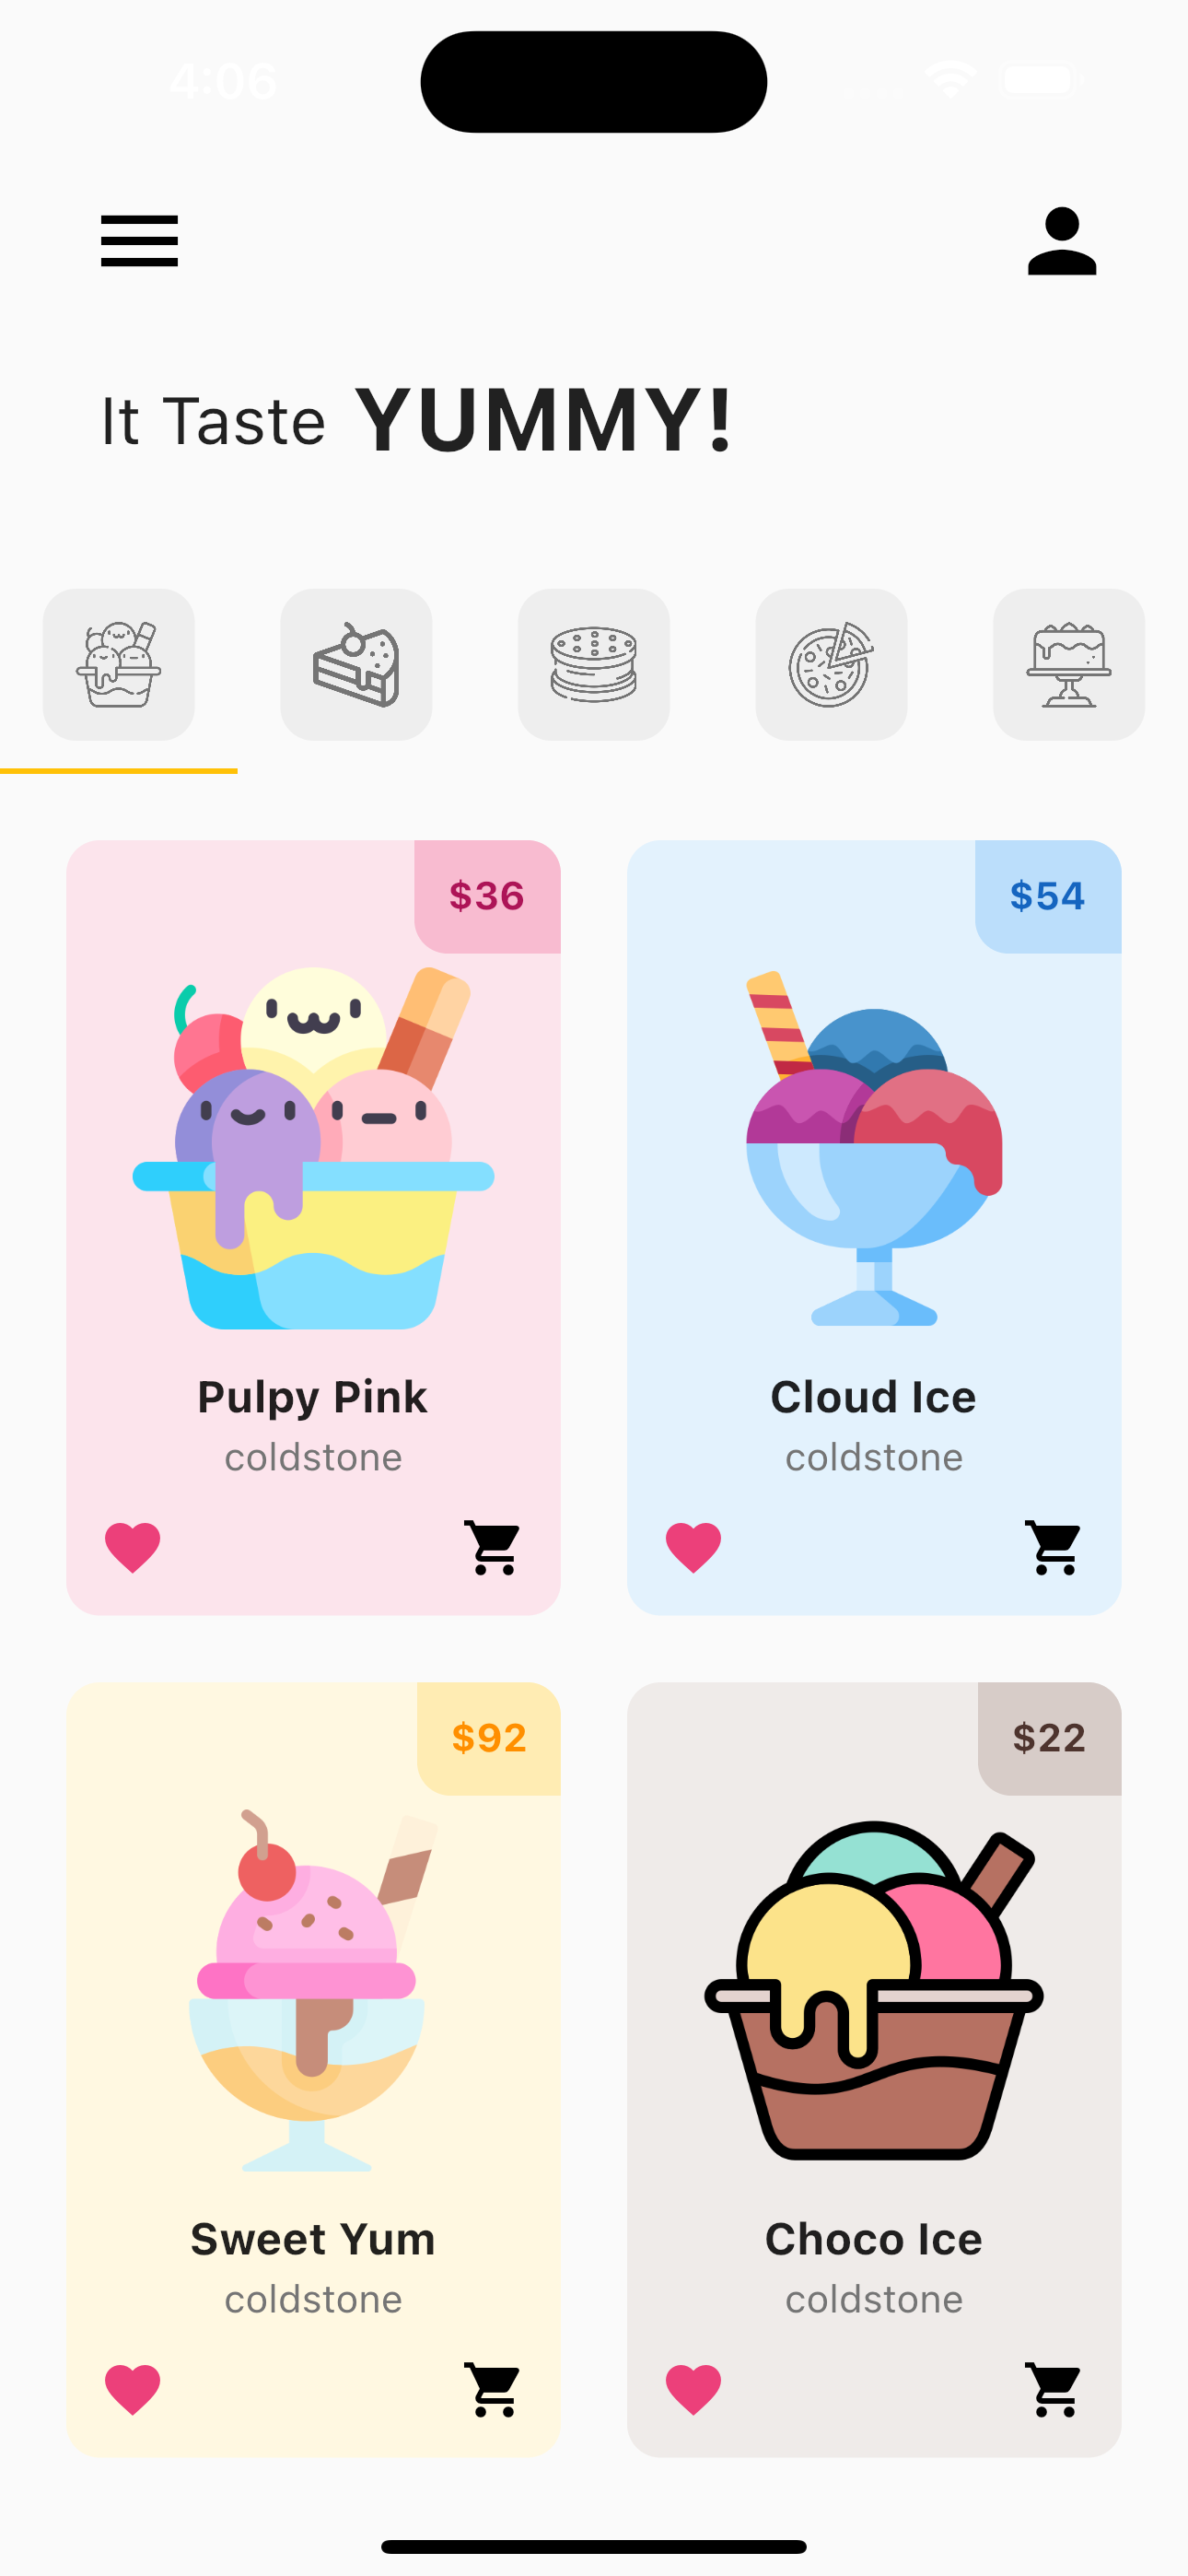 4:06
It Taste YUMMY!
$36
$54
Pulpy Pink
Cloud Ice
coldstone
coldstone
$92
$22
Sweet Yum
Choco Ice
coldstone
coldstone